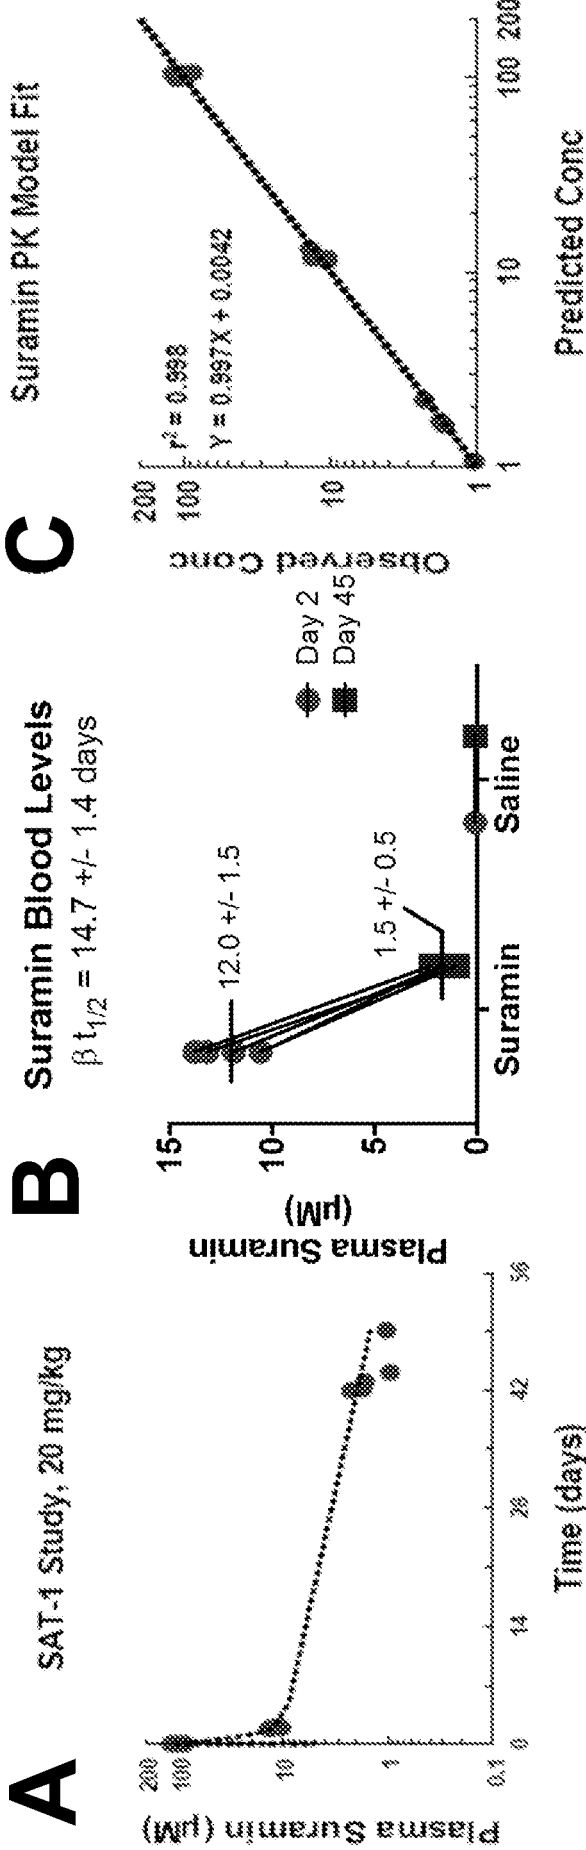 A
SAT-1 Study, 20 mg/kg
Plasma Suramin (µM)
200
100
10
1
0.1
0
14
28
42
56
Time (days)
B
Suramin Blood Levels
β t1/2 = 14.7 +/- 1.4 days
Plasma Suramin
(µM)
15
10
5
0
12.0 +/- 1.5
1.5 +/- 0.5
Day 2
Day 45
Suramin
Saline
C
Suramin PK Model Fit
r² = 0.998
Y = 0.997X + 0.0042
Observed Conc
200
100
10
1
1
10
100
200
Predicted Conc